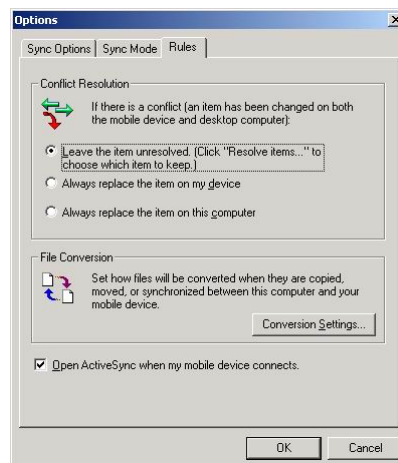 Options
Sync Options Sync Mode Rules
Conflict Resolution
If there is a conflict (an item has been changed on both
the mobile device and desktop computer):
Leave the item unresolved. (Click "Resolve items..." to
choose which item to keep.)
Always replace the item on my device
Always replace the item on this computer
File Conversion
Set how files will be converted when they are copied,
moved, or synchronized between this computer and your
mobile device.
Conversion Settings...
Open ActiveSync when my mobile device connects.
OK Cancel